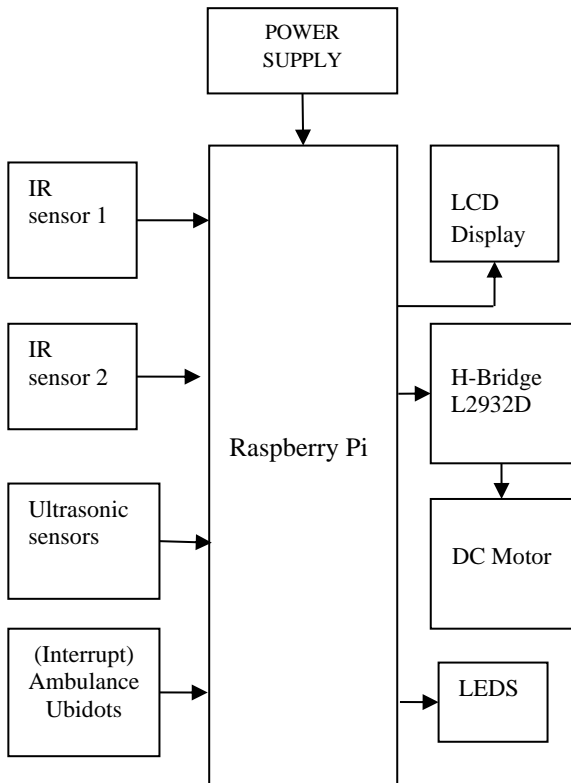 POWER
SUPPLY
IR
sensor 1
LCD
Display
IR
sensor 2
H-Bridge
L2932D
Raspberry Pi
Ultrasonic
sensors
DC Motor
(Interrupt)
Ambulance
Ubidots
LEDS